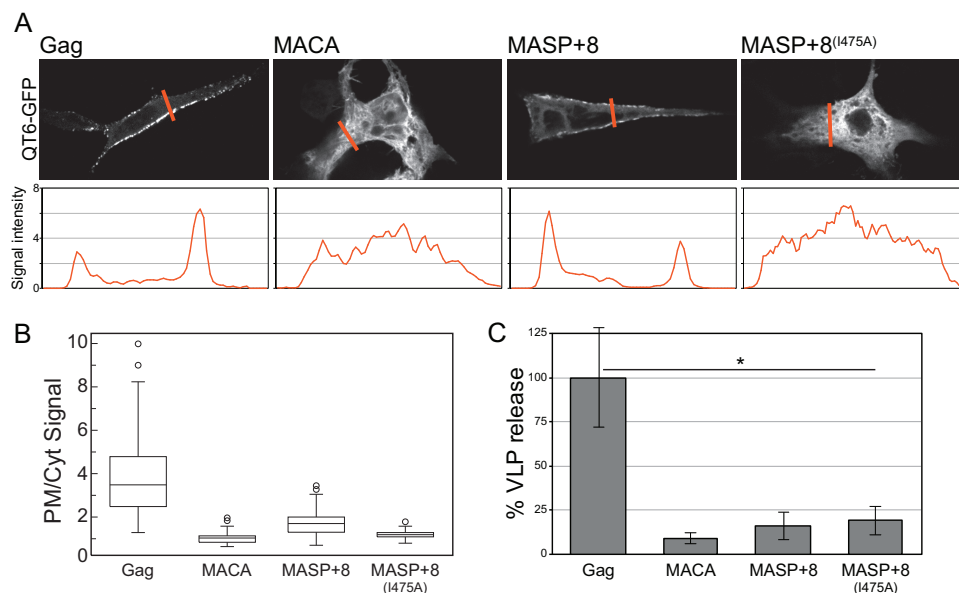 A
Gag
MACA
MASP+8
MASP+8(I475A)
QT6-GFP
Signal intensity
8
4
0
B
PM/Cyt Signal
10
8
6
4
2
0
Gag
MACA
MASP+8
MASP+8
(I475A)
C
% VLP release
125
100
75
50
25
0
*
Gag
MACA
MASP+8
MASP+8
(I475A)